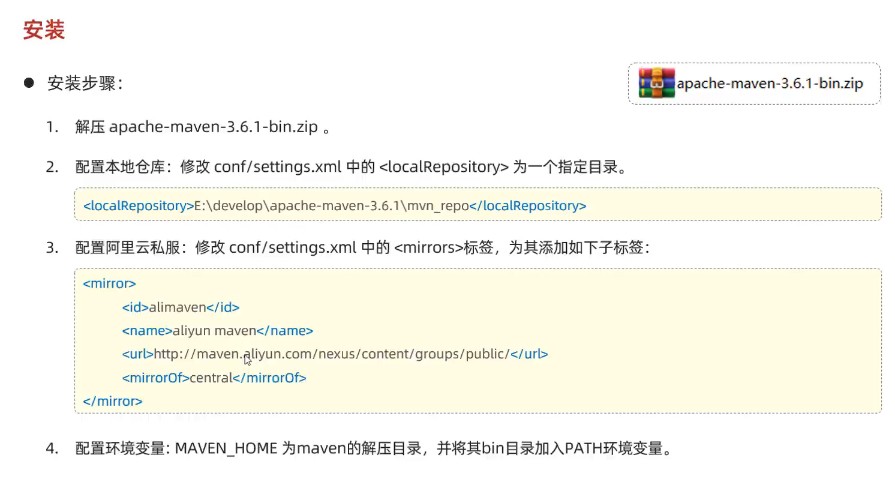 安装
● 安装步骤：
apache-maven-3.6.1-bin.zip
1. 解压 apache-maven-3.6.1-bin.zip 。
2. 配置本地仓库：修改 conf/settings.xml 中的 <localRepository> 为一个指定目录。
<localRepository>E:\develop\apache-maven-3.6.1\mvn_repo</localRepository>
3. 配置阿里云私服：修改 conf/settings.xml 中的 <mirrors>标签，为其添加如下子标签：
<mirror>
<id>alimaven</id>
<name>aliyun maven</name>
<url>http://maven.aliyun.com/nexus/content/groups/public/</url>
<mirrorOf>central</mirrorOf>
</mirror>
4. 配置环境变量: MAVEN_HOME 为maven的解压目录，并将其bin目录加入PATH环境变量。